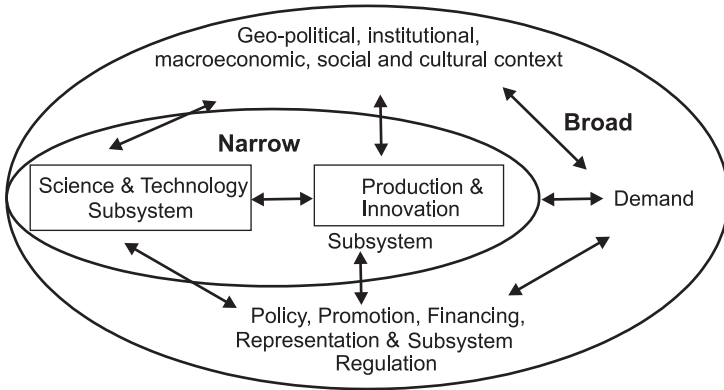 Geo-political, institutional,
macroeconomic, social and cultural context
Broad
Narrow
Science & Technology
Subsystem
Production &
Innovation
Subsystem
Demand
Policy, Promotion, Financing,
Representation & Subsystem
Regulation